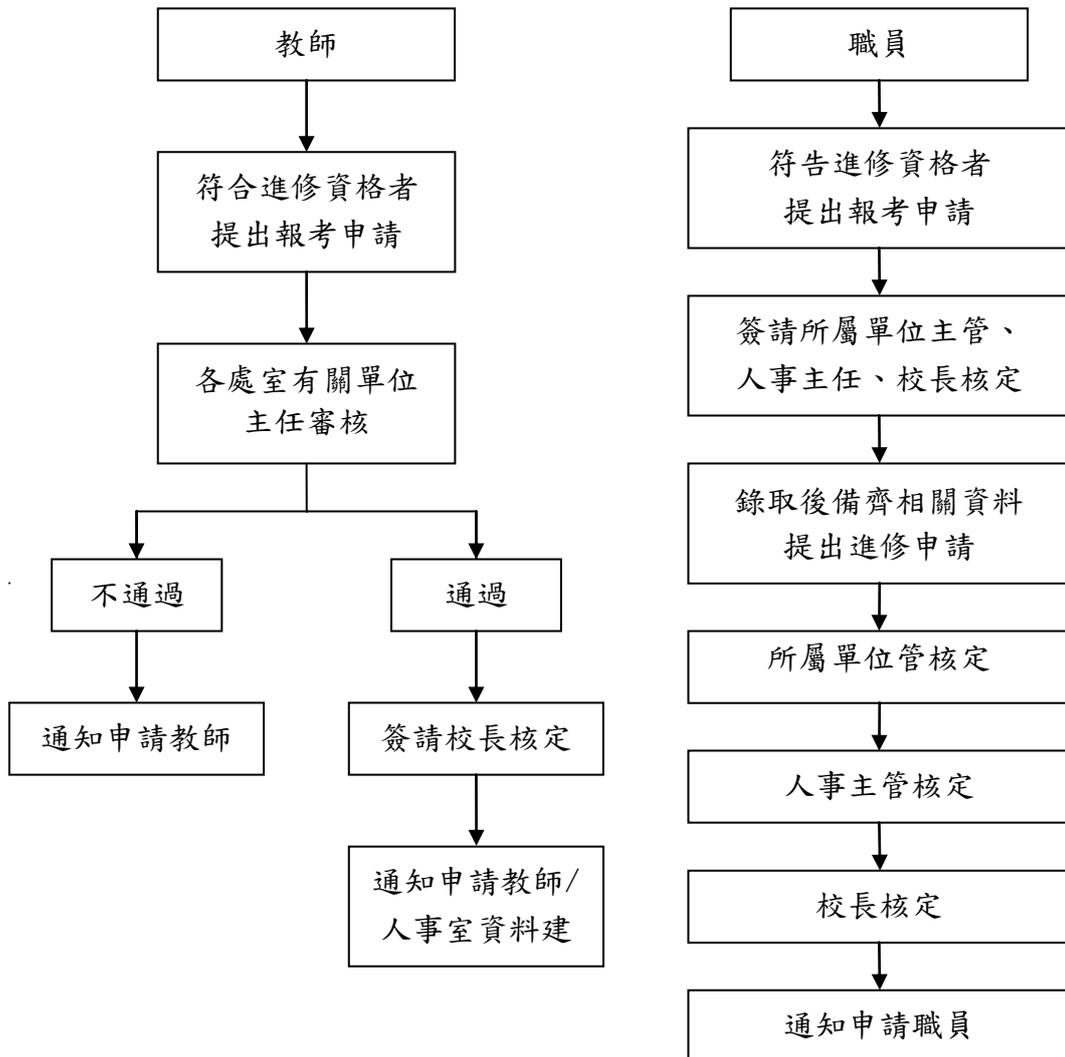 教師
符合進修資格者
提出報考申請
各處室有關單位
主任審核
不通過
通過
通知申請教師
簽請校長核定
通知申請教師/
人事室資料建
職員
符告進修資格者
提出報考申請
簽請所屬單位主管、
人事主任、校長核定
錄取後備齊相關資料
提出進修申請
所屬單位管核定
人事主管核定
校長核定
通知申請職員